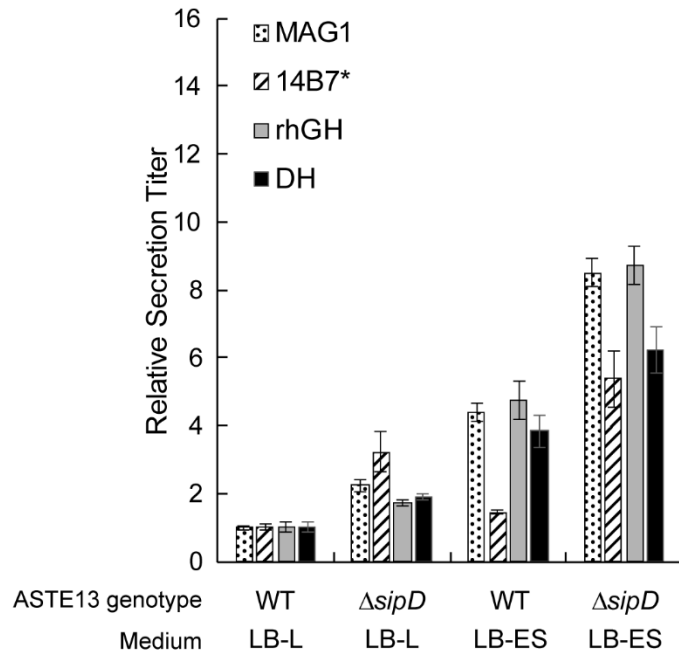 16
14
12
10
8
6
4
2
0
Relative Secretion Titer
MAG1
14B7*
rhGH
DH
ASTE13 genotype WT ΔsipD WT ΔsipD
Medium LB-L LB-L LB-ES LB-ES